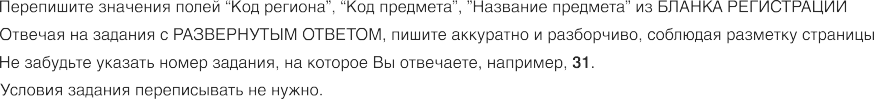 Перепишите значения полей “Код региона”, “Код предмета”, ”Название предмета” из БЛАНКА РЕГИСТРАЦИИ
Отвечая на задания с РАЗВЕРНУТЫМ ОТВЕТОМ, пишите аккуратно и разборчиво, соблюдая разметку страницы
Не забудьте указать номер задания, на которое Вы отвечаете, например, 31.
Условия задания переписывать не нужно.